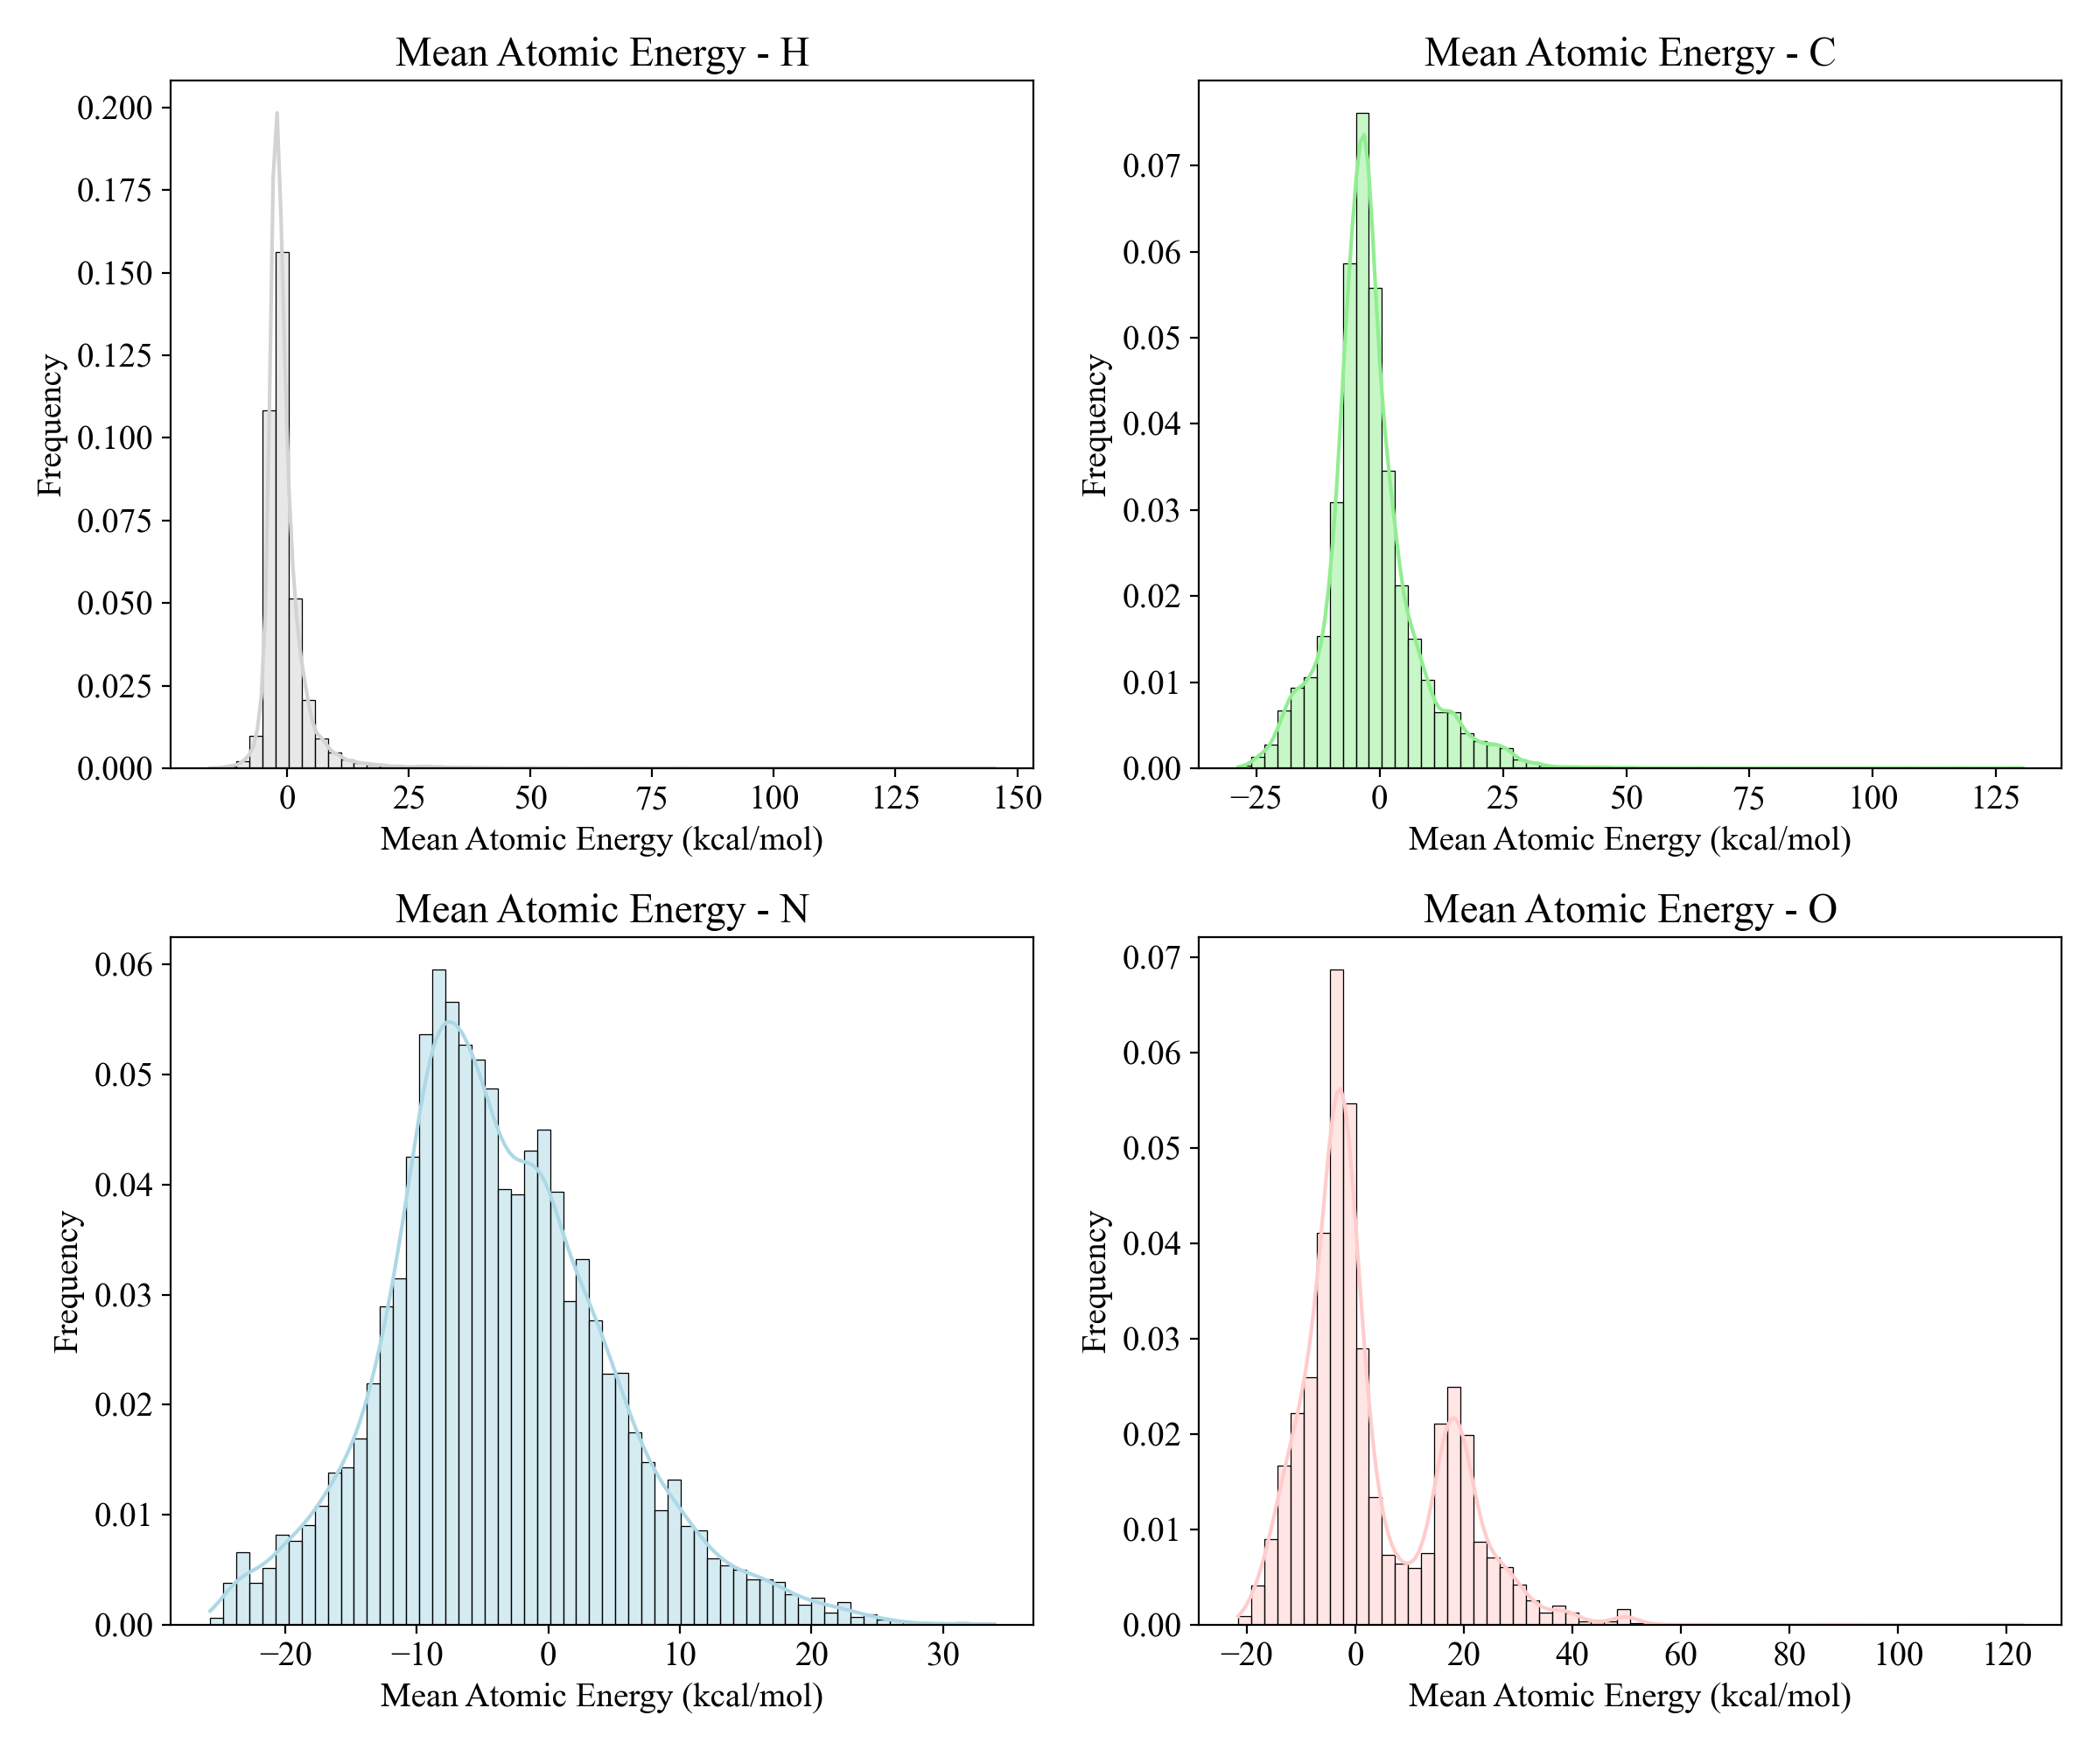 Mean Atomic Energy - H
Frequency
0.200
0.175
0.150
0.125
0.100
0.075
0.050
0.025
0.000
0 25 50 75 100 125 150
Mean Atomic Energy (kcal/mol)
Mean Atomic Energy - C
Frequency
0.07
0.06
0.05
0.04
0.03
0.02
0.01
0.00
−25 0 25 50 75 100 125
Mean Atomic Energy (kcal/mol)
Mean Atomic Energy - N
Frequency
0.06
0.05
0.04
0.03
0.02
0.01
0.00
−20 −10 0 10 20 30
Mean Atomic Energy (kcal/mol)
Mean Atomic Energy - O
Frequency
0.07
0.06
0.05
0.04
0.03
0.02
0.01
0.00
−20 0 20 40 60 80 100 120
Mean Atomic Energy (kcal/mol)